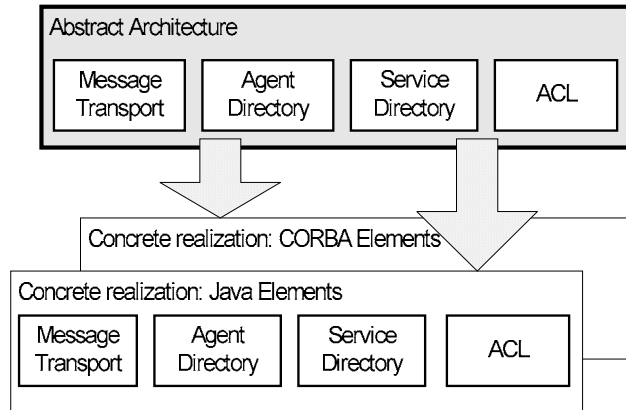 Abstract Architecture
Message
Transport
Agent
Directory
Service
Directory
ACL
Concrete realization: CORBA Elements
Concrete realization: Java Elements
Message
Transport
Agent
Directory
Service
Directory
ACL